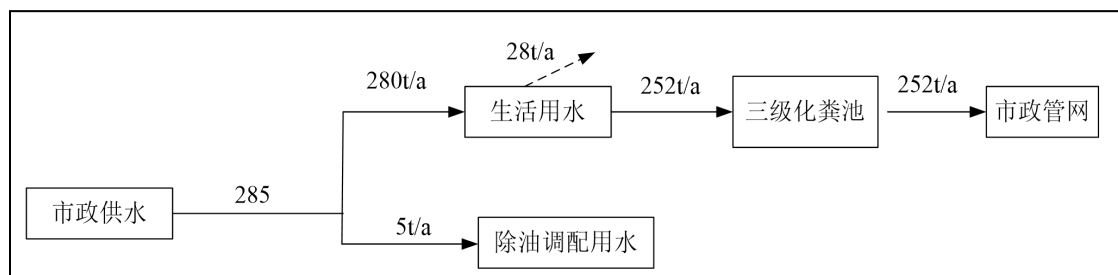 28t/a
280t/a
生活用水
252t/a
三级化粪池
252t/a
市政管网
市政供水
285
5t/a
除油调配用水